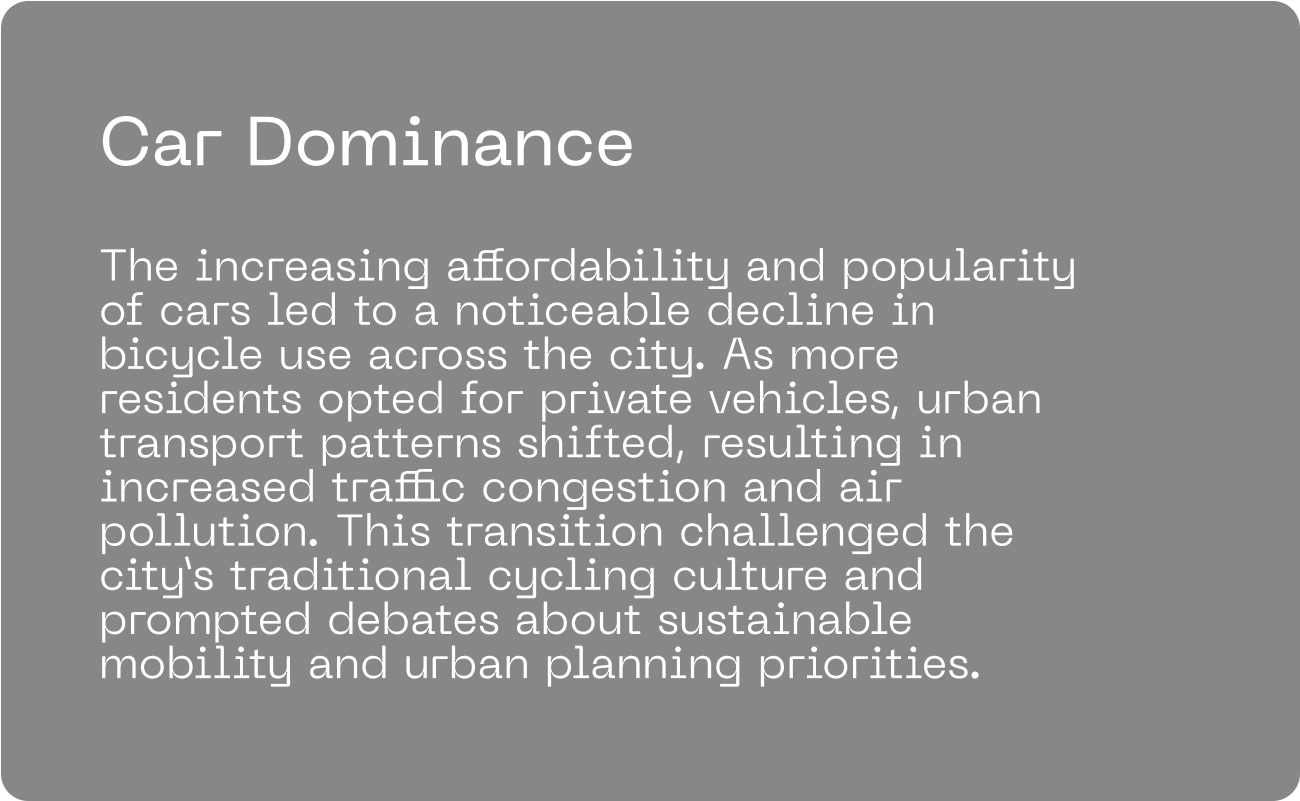 Car Dominance
The increasing affordability and popularity
of cars led to a noticeable decline in
bicycle use across the city. As more
residents opted for private vehicles, urban
transport patterns shifted, resulting in
increased traffic congestion and air
pollution. This transition challenged the
city‛s traditional cycling culture and
prompted debates about sustainable
mobility and urban planning priorities.